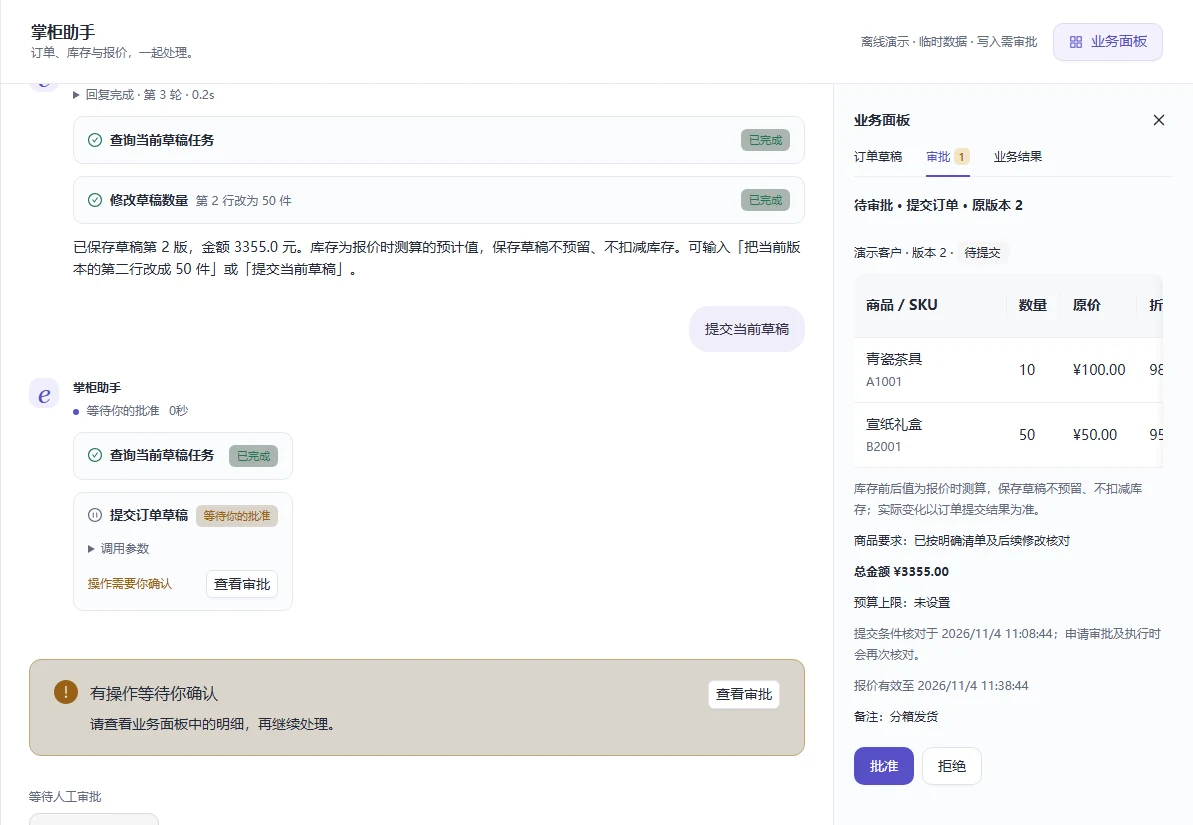 掌柜助手
订单、库存与报价，一起处理。
离线演示 · 临时数据 · 写入需审批
业务面板
回复完成 · 第 3 轮 · 0.2s
查询当前草稿任务
已完成
修改草稿数量 第 2 行改为 50 件
已完成
已保存草稿第 2 版，金额 3355.0 元。库存为报价时测算的预计值，保存草稿不预留、不扣减库存。可输入「把当前版
本的第二行改成 50 件」或「提交当前草稿」。
提交当前草稿
e
掌柜助手
等待你的批准 0秒
查询当前草稿任务
已完成
提交订单草稿
等待你的批准
调用参数
操作需要你确认
查看审批
有操作等待你确认
请查看业务面板中的明细，再继续处理。
查看审批
等待人工审批
业务面板
订单草稿
审批 1
业务结果
待审批 • 提交订单 • 原版本 2
演示客户 · 版本 2 · 待提交
商品 / SKU 数量 原价 折
青瓷茶具
A1001
10 ¥100.00 98
宣纸礼盒
B2001
50 ¥50.00 95
库存前后值为报价时测算，保存草稿不预留、不扣减库
存；实际变化以订单提交结果为准。
商品要求：已按明确清单及后续修改核对
总金额 ¥3355.00
预算上限：未设置
提交条件核对于 2026/11/4 11:08:44；申请审批及执行时
会再次核对。
报价有效至 2026/11/4 11:38:44
备注：分箱发货
批准
拒绝